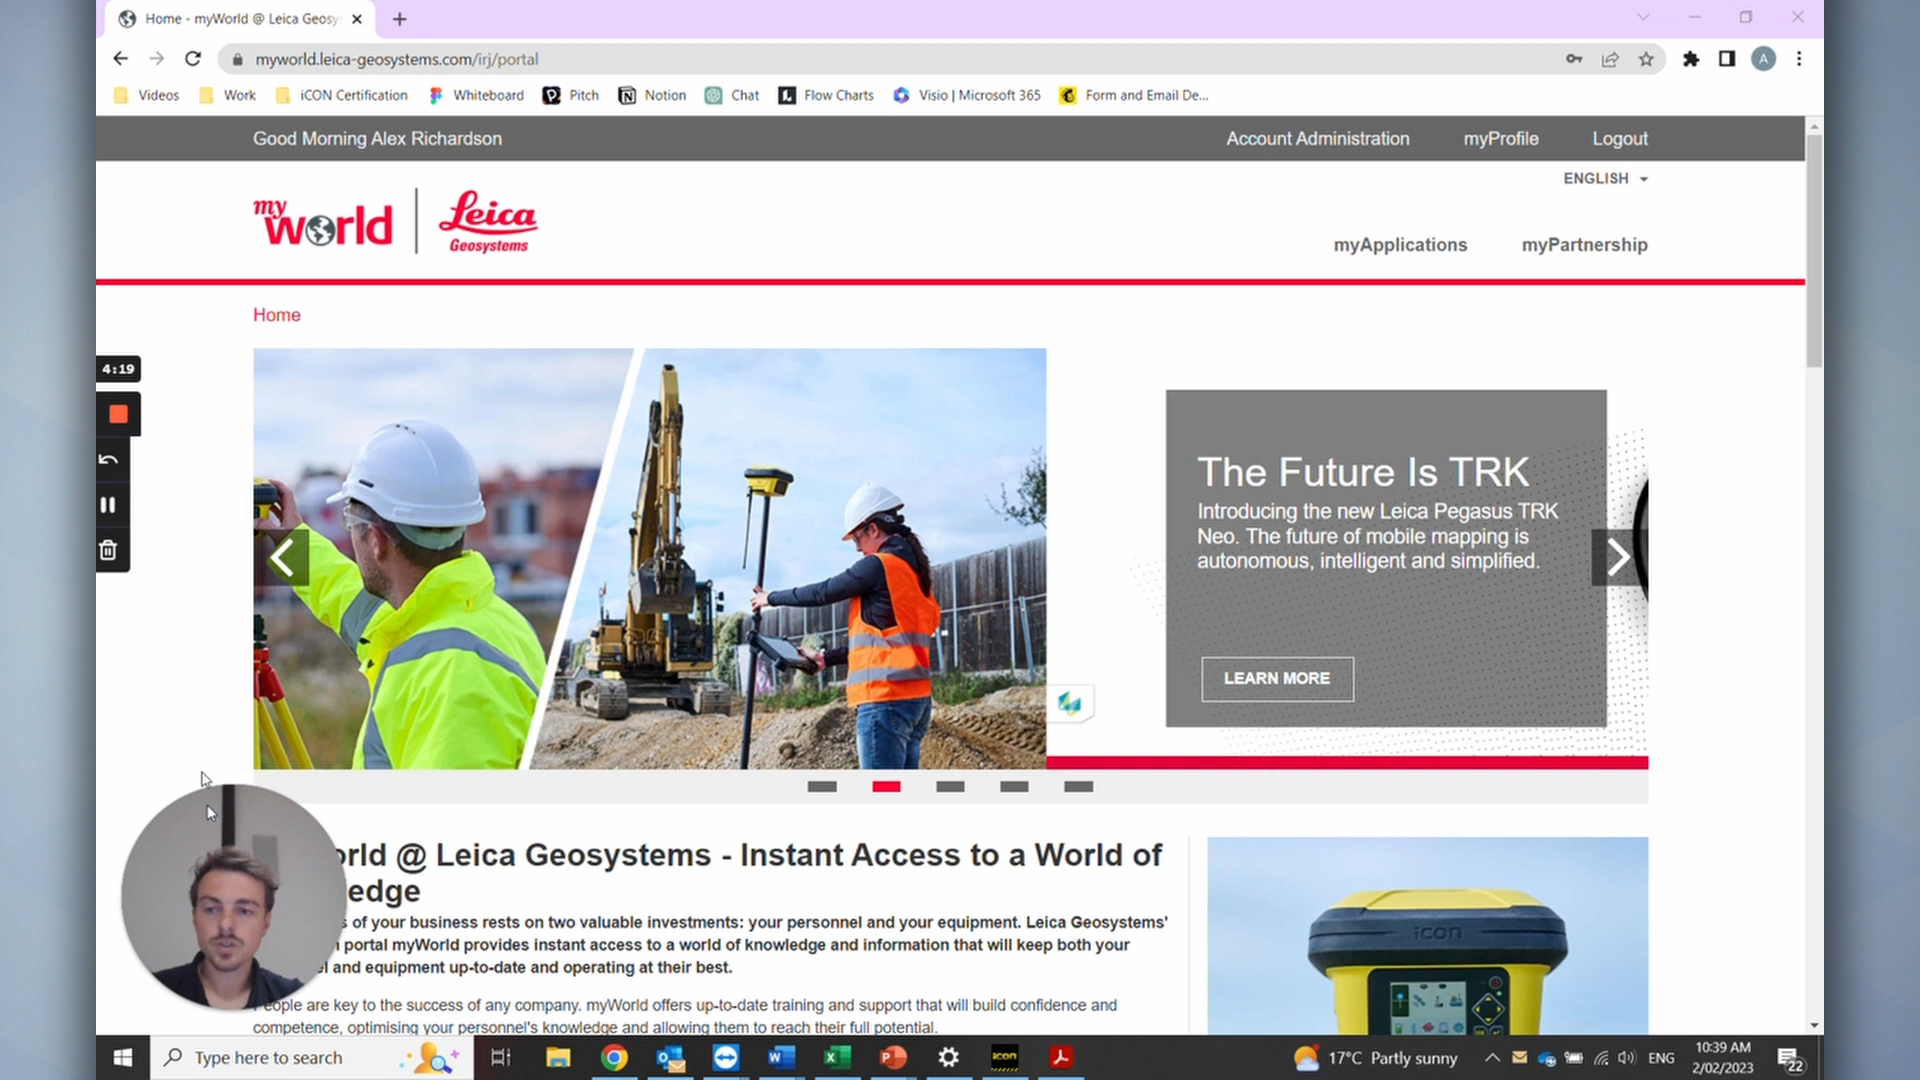 Home - myWorld @ Leica Geosy
myworld.leica-geosystems.com/irj/portal
A
Videos
Work
iCON Certification
Whiteboard
Pitch
Notion
Chat
Flow Charts
Visio | Microsoft 365
Form and Email De...
Good Morning Alex Richardson
Account Administration
myProfile
Logout
ENGLISH
my world
Leica
Geosystems
myApplications
myPartnership
Home
4:19
The Future Is TRK
Introducing the new Leica Pegasus TRK
Neo. The future of mobile mapping is
autonomous, intelligent and simplified.
LEARN MORE
orld @ Leica Geosystems - Instant Access to a World of
edge
s of your business rests on two valuable investments: your personnel and your equipment. Leica Geosystems'
portal myWorld provides instant access to a world of knowledge and information that will keep both your
l and equipment up-to-date and operating at their best.
People are key to the success of any company. myWorld offers up-to-date training and support that will build confidence and
competence, optimising your personnel's knowledge and allowing them to reach their full potential.
icon
Type here to search
icon
17°C Partly sunny
ENG
10:39 AM
2/02/2023
22